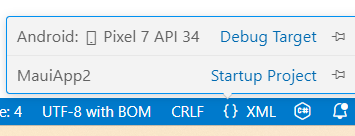 Android: Pixel 7 API 34 Debug Target
MauiApp2 Startup Project
e: 4 UTF-8 with BOM CRLF {} XML C#